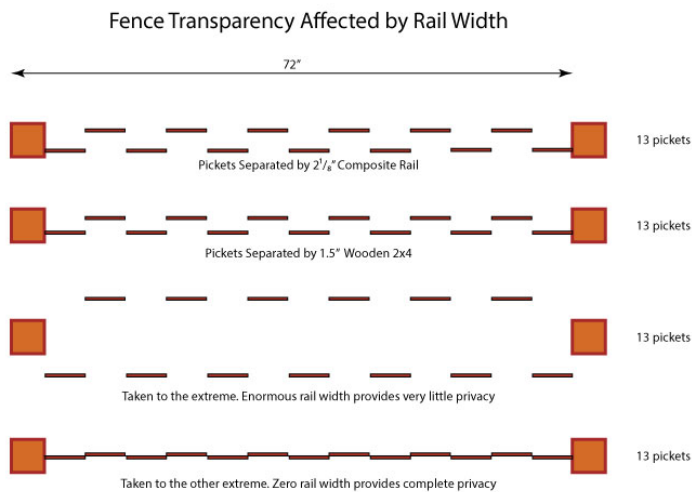 Fence Transparency Affected by Rail Width
72"
13 pickets
Pickets Separated by 2 1/8" Composite Rail
13 pickets
Pickets Separated by 1.5" Wooden 2x4
13 pickets
Taken to the extreme. Enormous rail width provides very little privacy
13 pickets
Taken to the other extreme. Zero rail width provides complete privacy